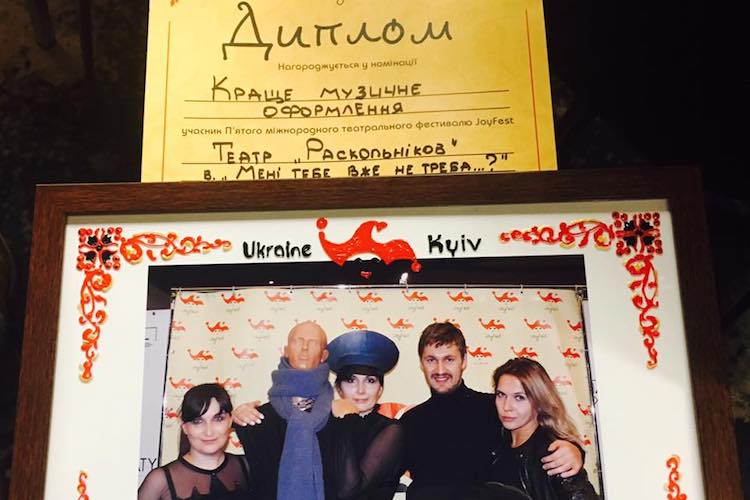 Диплом
Нагороджується у номінації
Краще музичне
оформлення
учасник П'ятого міжнародного театрального фестивалю JoyFest
Театр „Раскольніков"
в. „Мені тебе вже не треба...?"
Ukraine Kyiv
JoyFest